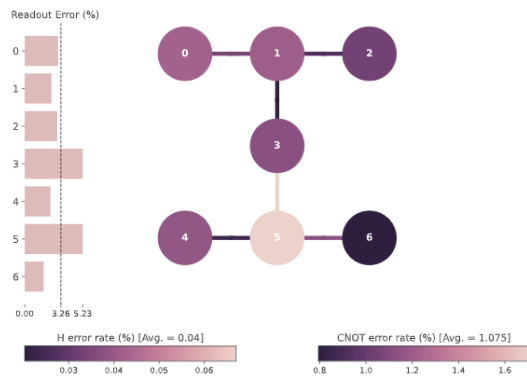 Readout Error (%)
0
1
2
3
4
5
6
0.00 3.26 5.23
0 1 2
3
4 5 6
H error rate (%) [Avg. = 0.04]
0.03 0.04 0.05 0.06
CNOT error rate (%) [Avg. = 1.075]
0.8 1.0 1.2 1.4 1.6